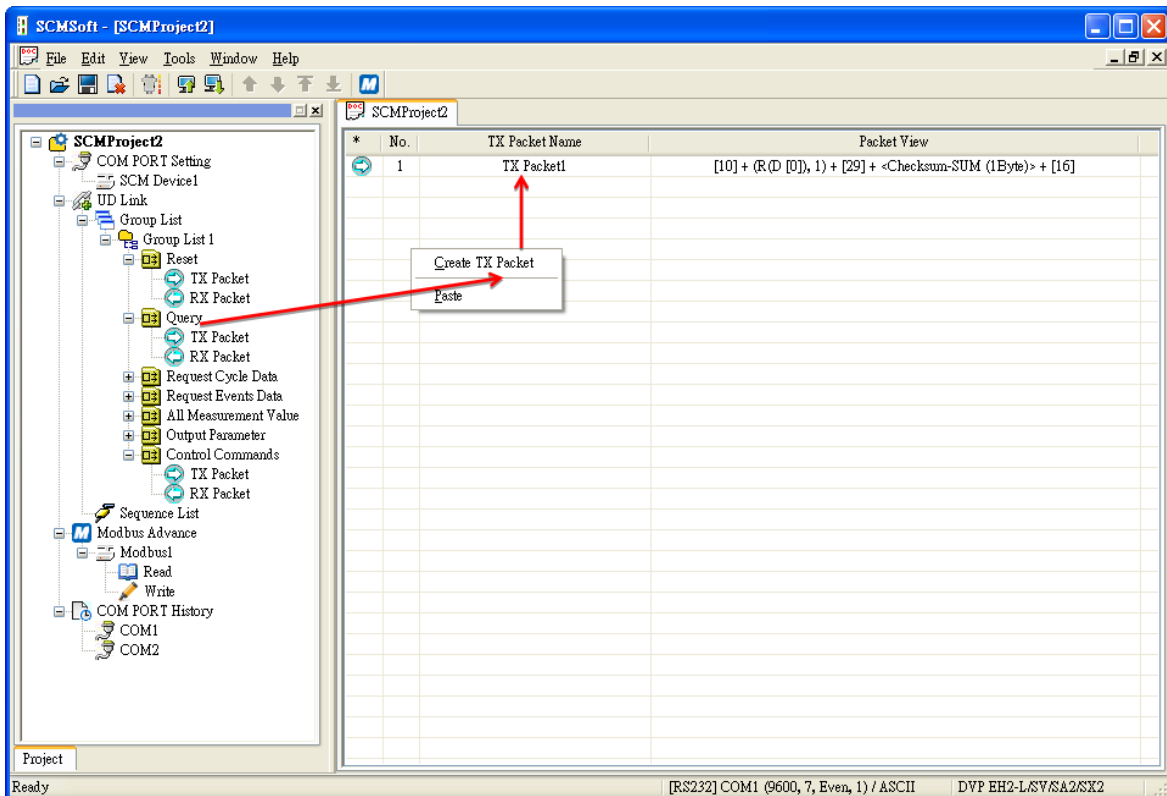 SCMSoft - [SCMProject2]
File Edit View Tools Window Help
SCMProject2
COM PORT Setting
SCM Device1
UD Link
Group List
Group List 1
Reset
TX Packet
RX Packet
Query
TX Packet
RX Packet
Request Cycle Data
Request Events Data
All Measurement Value
Output Parameter
Control Commands
TX Packet
RX Packet
Sequence List
Modbus Advance
Modbus1
Read
Write
COM PORT History
COM1
COM2
Project
SCMProject2
* No. TX Packet Name Packet View
1 TX Packet1 [10] + (R(D [0]), 1) + [29] + <Checksum-SUM (1Byte)> + [16]
Create TX Packet
Paste
Ready [RS232] COM1 (9600, 7, Even, 1) / ASCII DVP EH2-L/SV/SA2/SX2